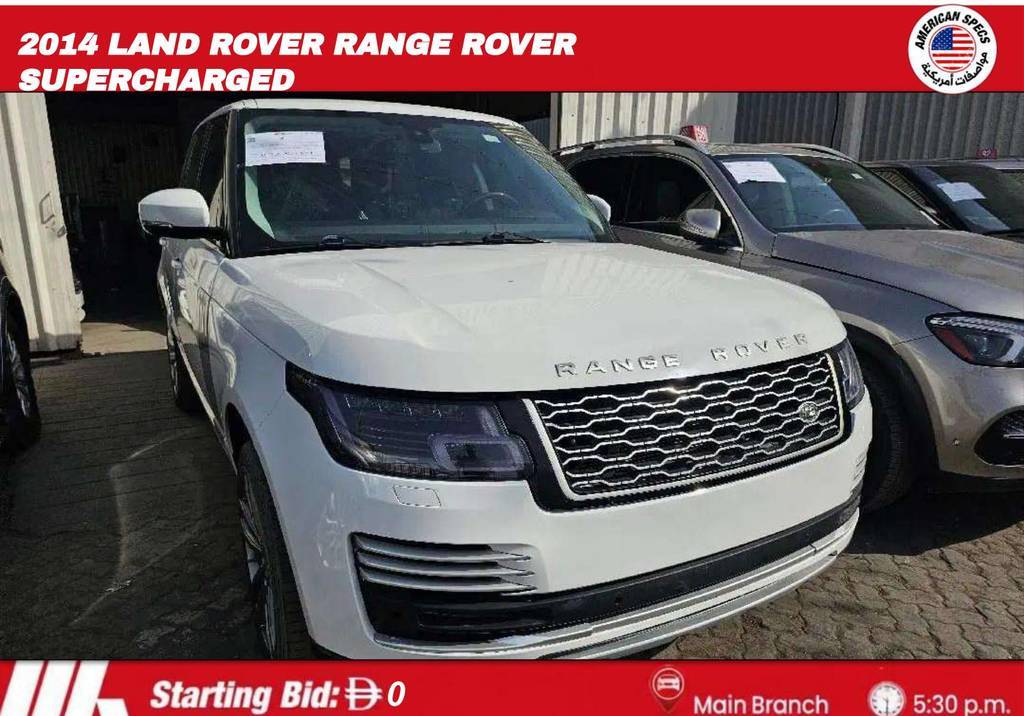 2014 LAND ROVER RANGE ROVER
SUPERCHARGED
AMERICAN SPECS
مواصفات أمريكية
RANGE ROVER
Starting Bid: 0
Main Branch
5:30 p.m.